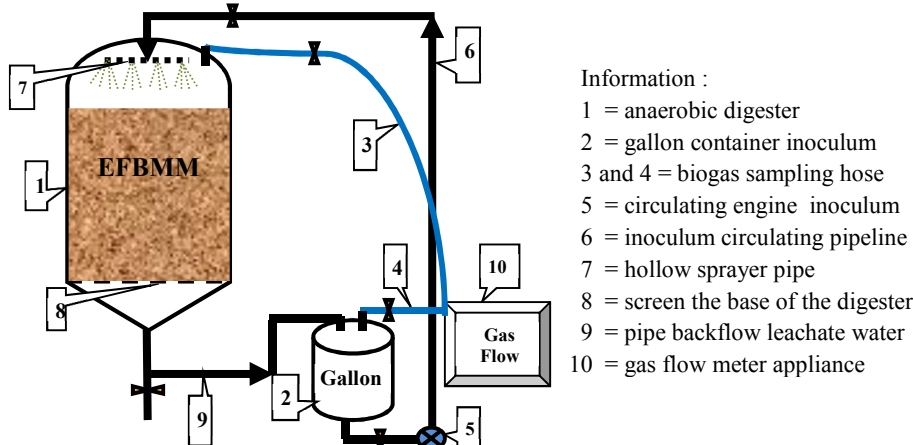 7
6
3
EFBMM
1
8
4
10
Gas
Flow
Gallon
2
9
5
Information :
1 = anaerobic digester
2 = gallon container inoculum
3 and 4 = biogas sampling hose
5 = circulating engine inoculum
6 = inoculum circulating pipeline
7 = hollow sprayer pipe
8 = screen the base of the digester
9 = pipe backflow leachate water
10 = gas flow meter appliance